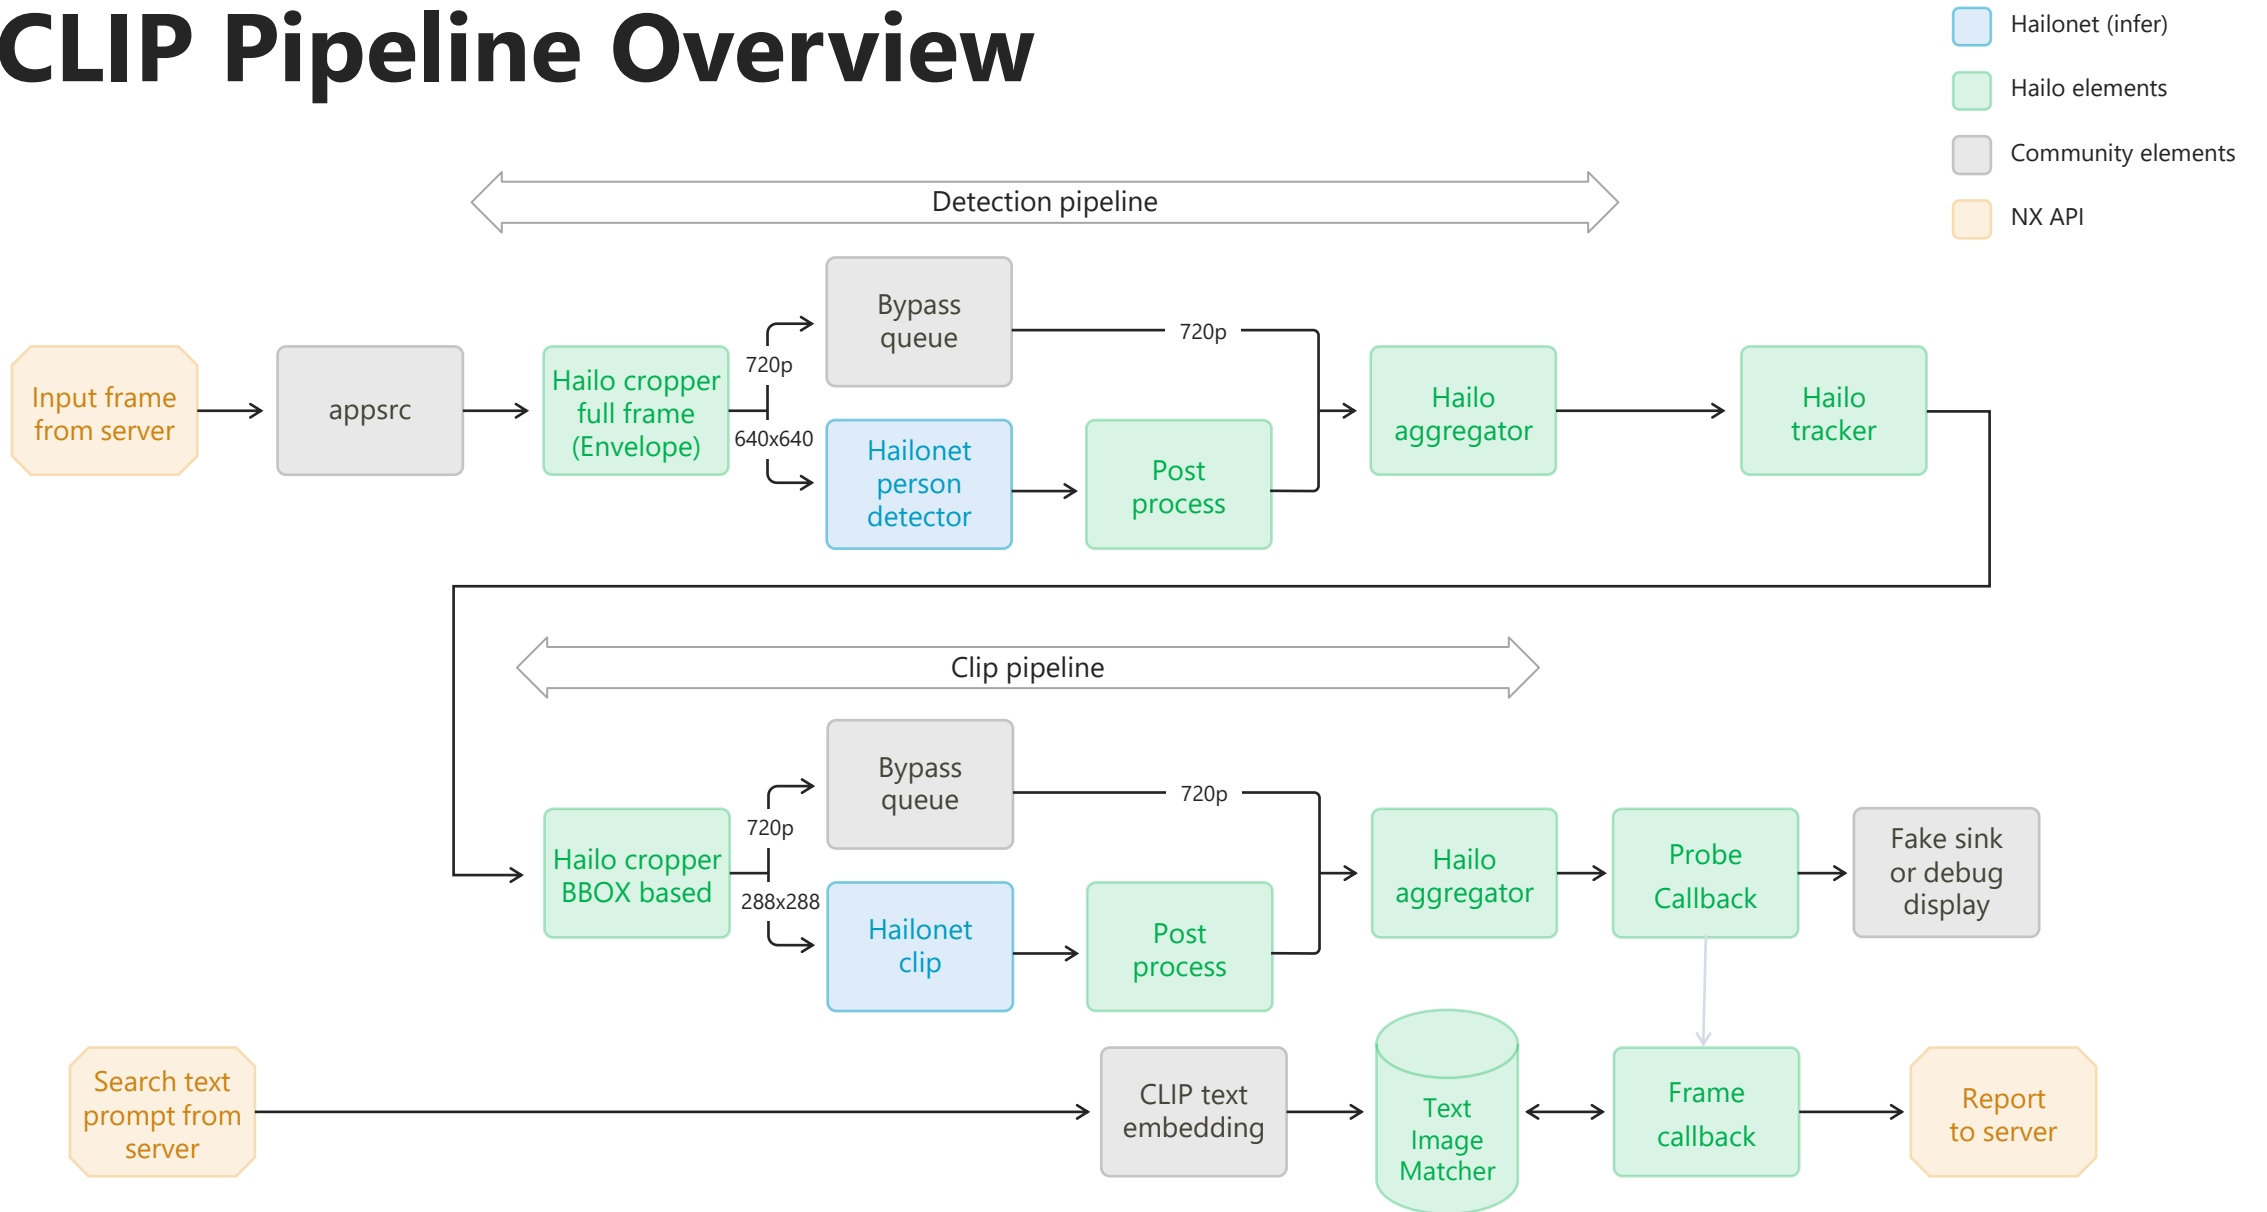 CLIP Pipeline Overview
Hailonet (infer)
Hailo elements
Community elements
NX API
Detection pipeline
Input frame
from server
appsrc
Hailo cropper
full frame
(Envelope)
720p
640x640
Bypass
queue
720p
Hailonet
person
detector
Post
process
Hailo
aggregator
Hailo
tracker
Clip pipeline
Hailo cropper
BBOX based
720p
288x288
Bypass
queue
720p
Hailonet
clip
Post
process
Hailo
aggregator
Probe
Callback
Fake sink
or debug
display
Search text
prompt from
server
CLIP text
embedding
Text
Image
Matcher
Frame
callback
Report
to server